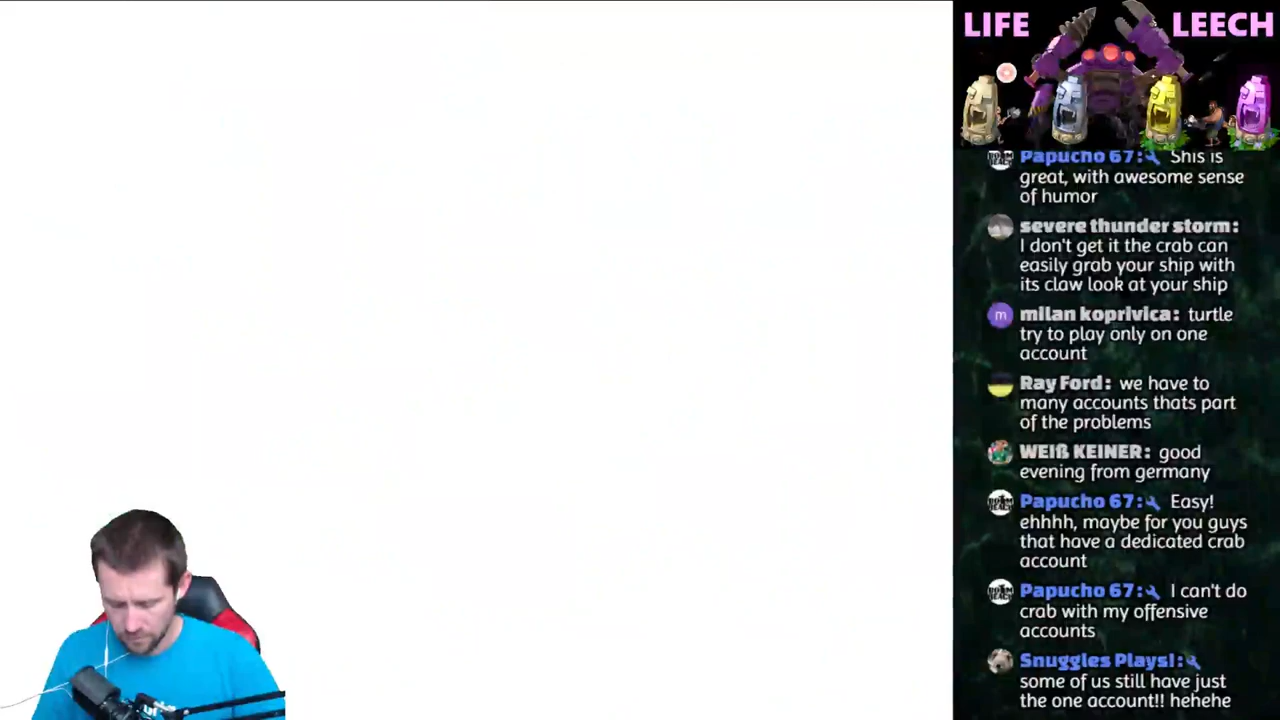 LIFE LEECH
Papucho 67: Shis is
great, with awesome sense
of humor
severe thunder storm:
I don't get it the crab can
easily grab your ship with
its claw look at your ship
m milan koprivica: turtle
try to play only on one
account
Ray Ford: we have to
many accounts thats part
of the problems
WEIß KEINER: good
evening from germany
Papucho 67: Easy!
ehhhh, maybe for you guys
that have a dedicated crab
account
Papucho 67: I can't do
crab with my offensive
accounts
Snuggles Plays!:
some of us still have just
the one account!! hehehe